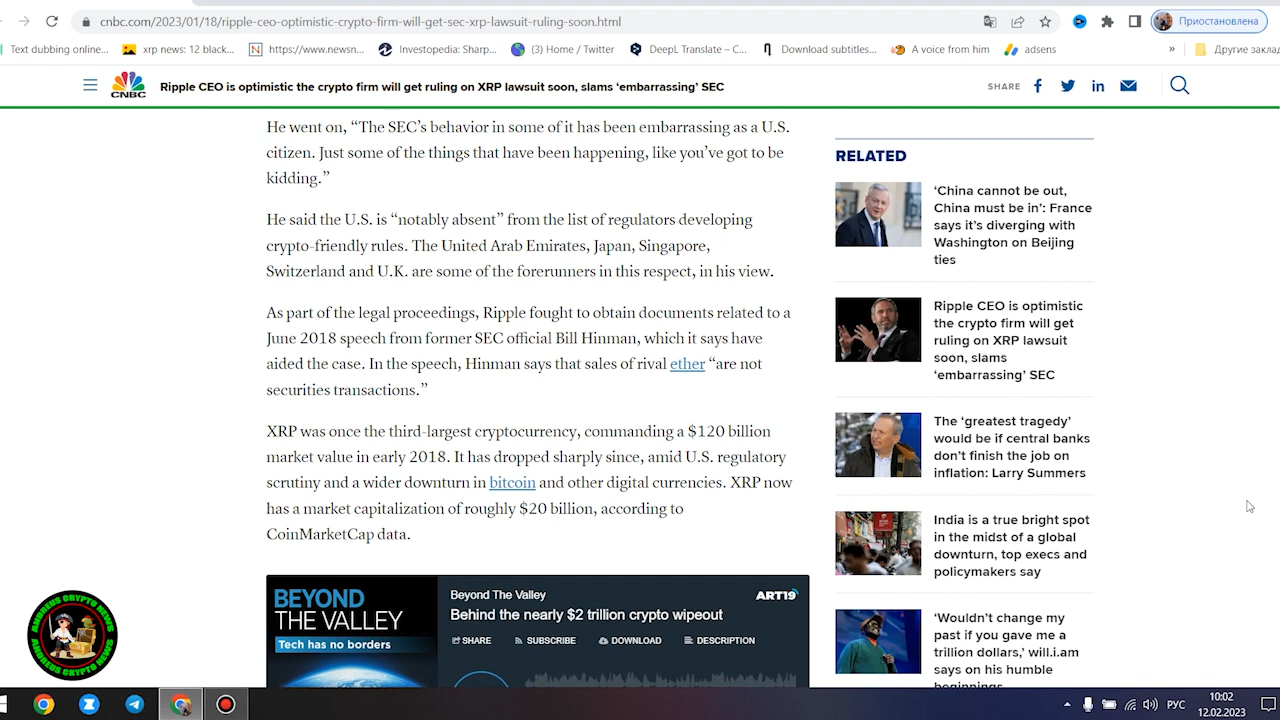 cnbc.com/2023/01/18/ripple-ceo-optimistic-crypto-firm-will-get-sec-xrp-lawsuit-ruling-soon.html
Приостановлена
Text dubbing online...
xrp news: 12 black...
https://www.newsn...
Investopedia: Sharp...
(3) Home / Twitter
DeepL Translate – C...
Download subtitles...
A voice from him
adsens
»
Другие заклад
CNBC
Ripple CEO is optimistic the crypto firm will get ruling on XRP lawsuit soon, slams ‘embarrassing’ SEC
SHARE
He went on, “The SEC’s behavior in some of it has been embarrassing as a U.S.
citizen. Just some of the things that have been happening, like you’ve got to be
kidding.”
He said the U.S. is “notably absent” from the list of regulators developing
crypto-friendly rules. The United Arab Emirates, Japan, Singapore,
Switzerland and U.K. are some of the forerunners in this respect, in his view.
As part of the legal proceedings, Ripple fought to obtain documents related to a
June 2018 speech from former SEC official Bill Hinman, which it says have
aided the case. In the speech, Hinman says that sales of rival ether “are not
securities transactions.”
XRP was once the third-largest cryptocurrency, commanding a $120 billion
market value in early 2018. It has dropped sharply since, amid U.S. regulatory
scrutiny and a wider downturn in bitcoin and other digital currencies. XRP now
has a market capitalization of roughly $20 billion, according to
CoinMarketCap data.
BEYOND
THE VALLEY
Tech has no borders
Beyond The Valley
Behind the nearly $2 trillion crypto wipeout
ART19
SHARE
SUBSCRIBE
DOWNLOAD
DESCRIPTION
RELATED
‘China cannot be out,
China must be in’: France
says it’s diverging with
Washington on Beijing
ties
Ripple CEO is optimistic
the crypto firm will get
ruling on XRP lawsuit
soon, slams
‘embarrassing’ SEC
The ‘greatest tragedy’
would be if central banks
don’t finish the job on
inflation: Larry Summers
India is a true bright spot
in the midst of a global
downturn, top execs and
policymakers say
‘Wouldn’t change my
past if you gave me a
trillion dollars,’ will.i.am
says on his humble
beginnings
ANDREUS CRYPTO NEWS
ANDREUS CRYPTO NEWS
РУС
10:02
12.02.2023